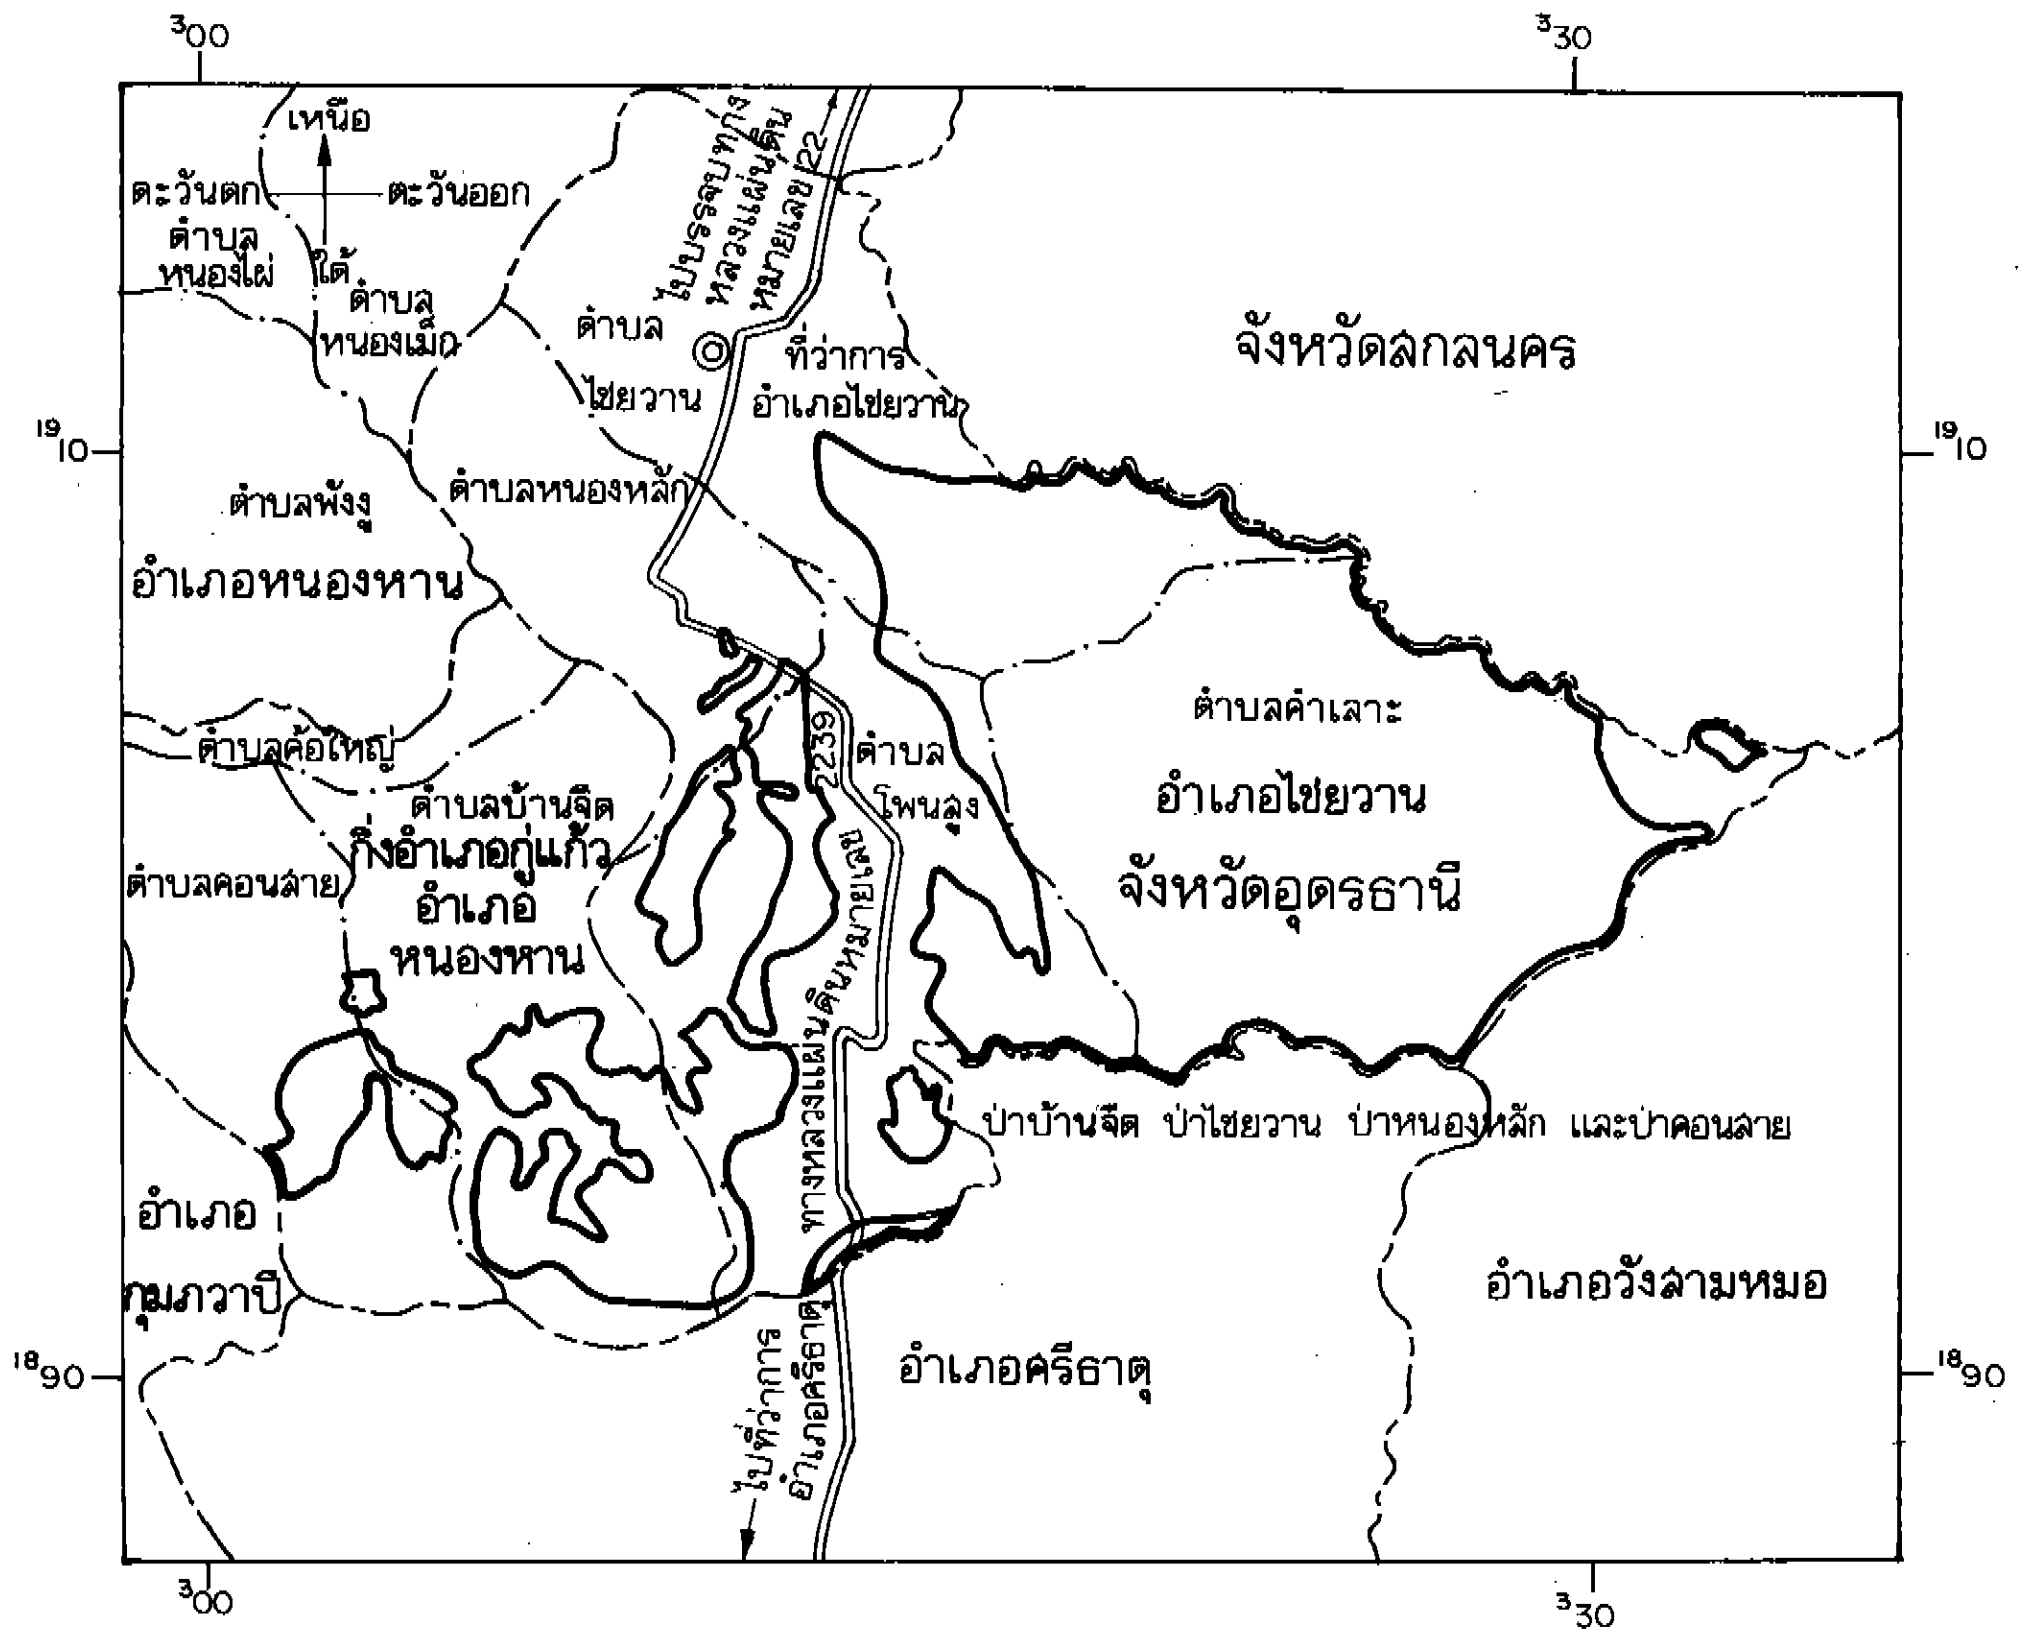 ³00
³30
เหนือ
ตะวันตก
ตะวันออก
ใต้
ตำบล
หนองไผ่
ตำบล
หนองเม็ก
ไปบรรจบทาง
หลวงแผ่นดิน
หมายเลข 22
ตำบล
ไชยวาน
ที่ว่าการ
อำเภอไชยวาน
จังหวัดสกลนคร
¹⁹10
¹⁹10
ตำบลพังงู
ตำบลหนองหลัก
อำเภอหนองหาน
ตำบลค้อใหญ่
ตำบลคำเลาะ
ตำบล
โพนสูง
อำเภอไชยวาน
ตำบลบ้านจีต
กิ่งอำเภอกู่แก้ว
อำเภอ
หนองหาน
ตำบลคอนสาย
จังหวัดอุดรธานี
ทางหลวงแผ่นดินหมายเลข 2239
ป่าบ้านจีต ป่าไชยวาน ป่าหนองหลัก และป่าคอนสาย
อำเภอ
กุมภวาปี
อำเภอวังสามหมอ
อำเภอศรีธาตุ
¹⁸90
¹⁸90
ไปที่ว่าการ
อำเภอศรีธาตุ
³00
³30